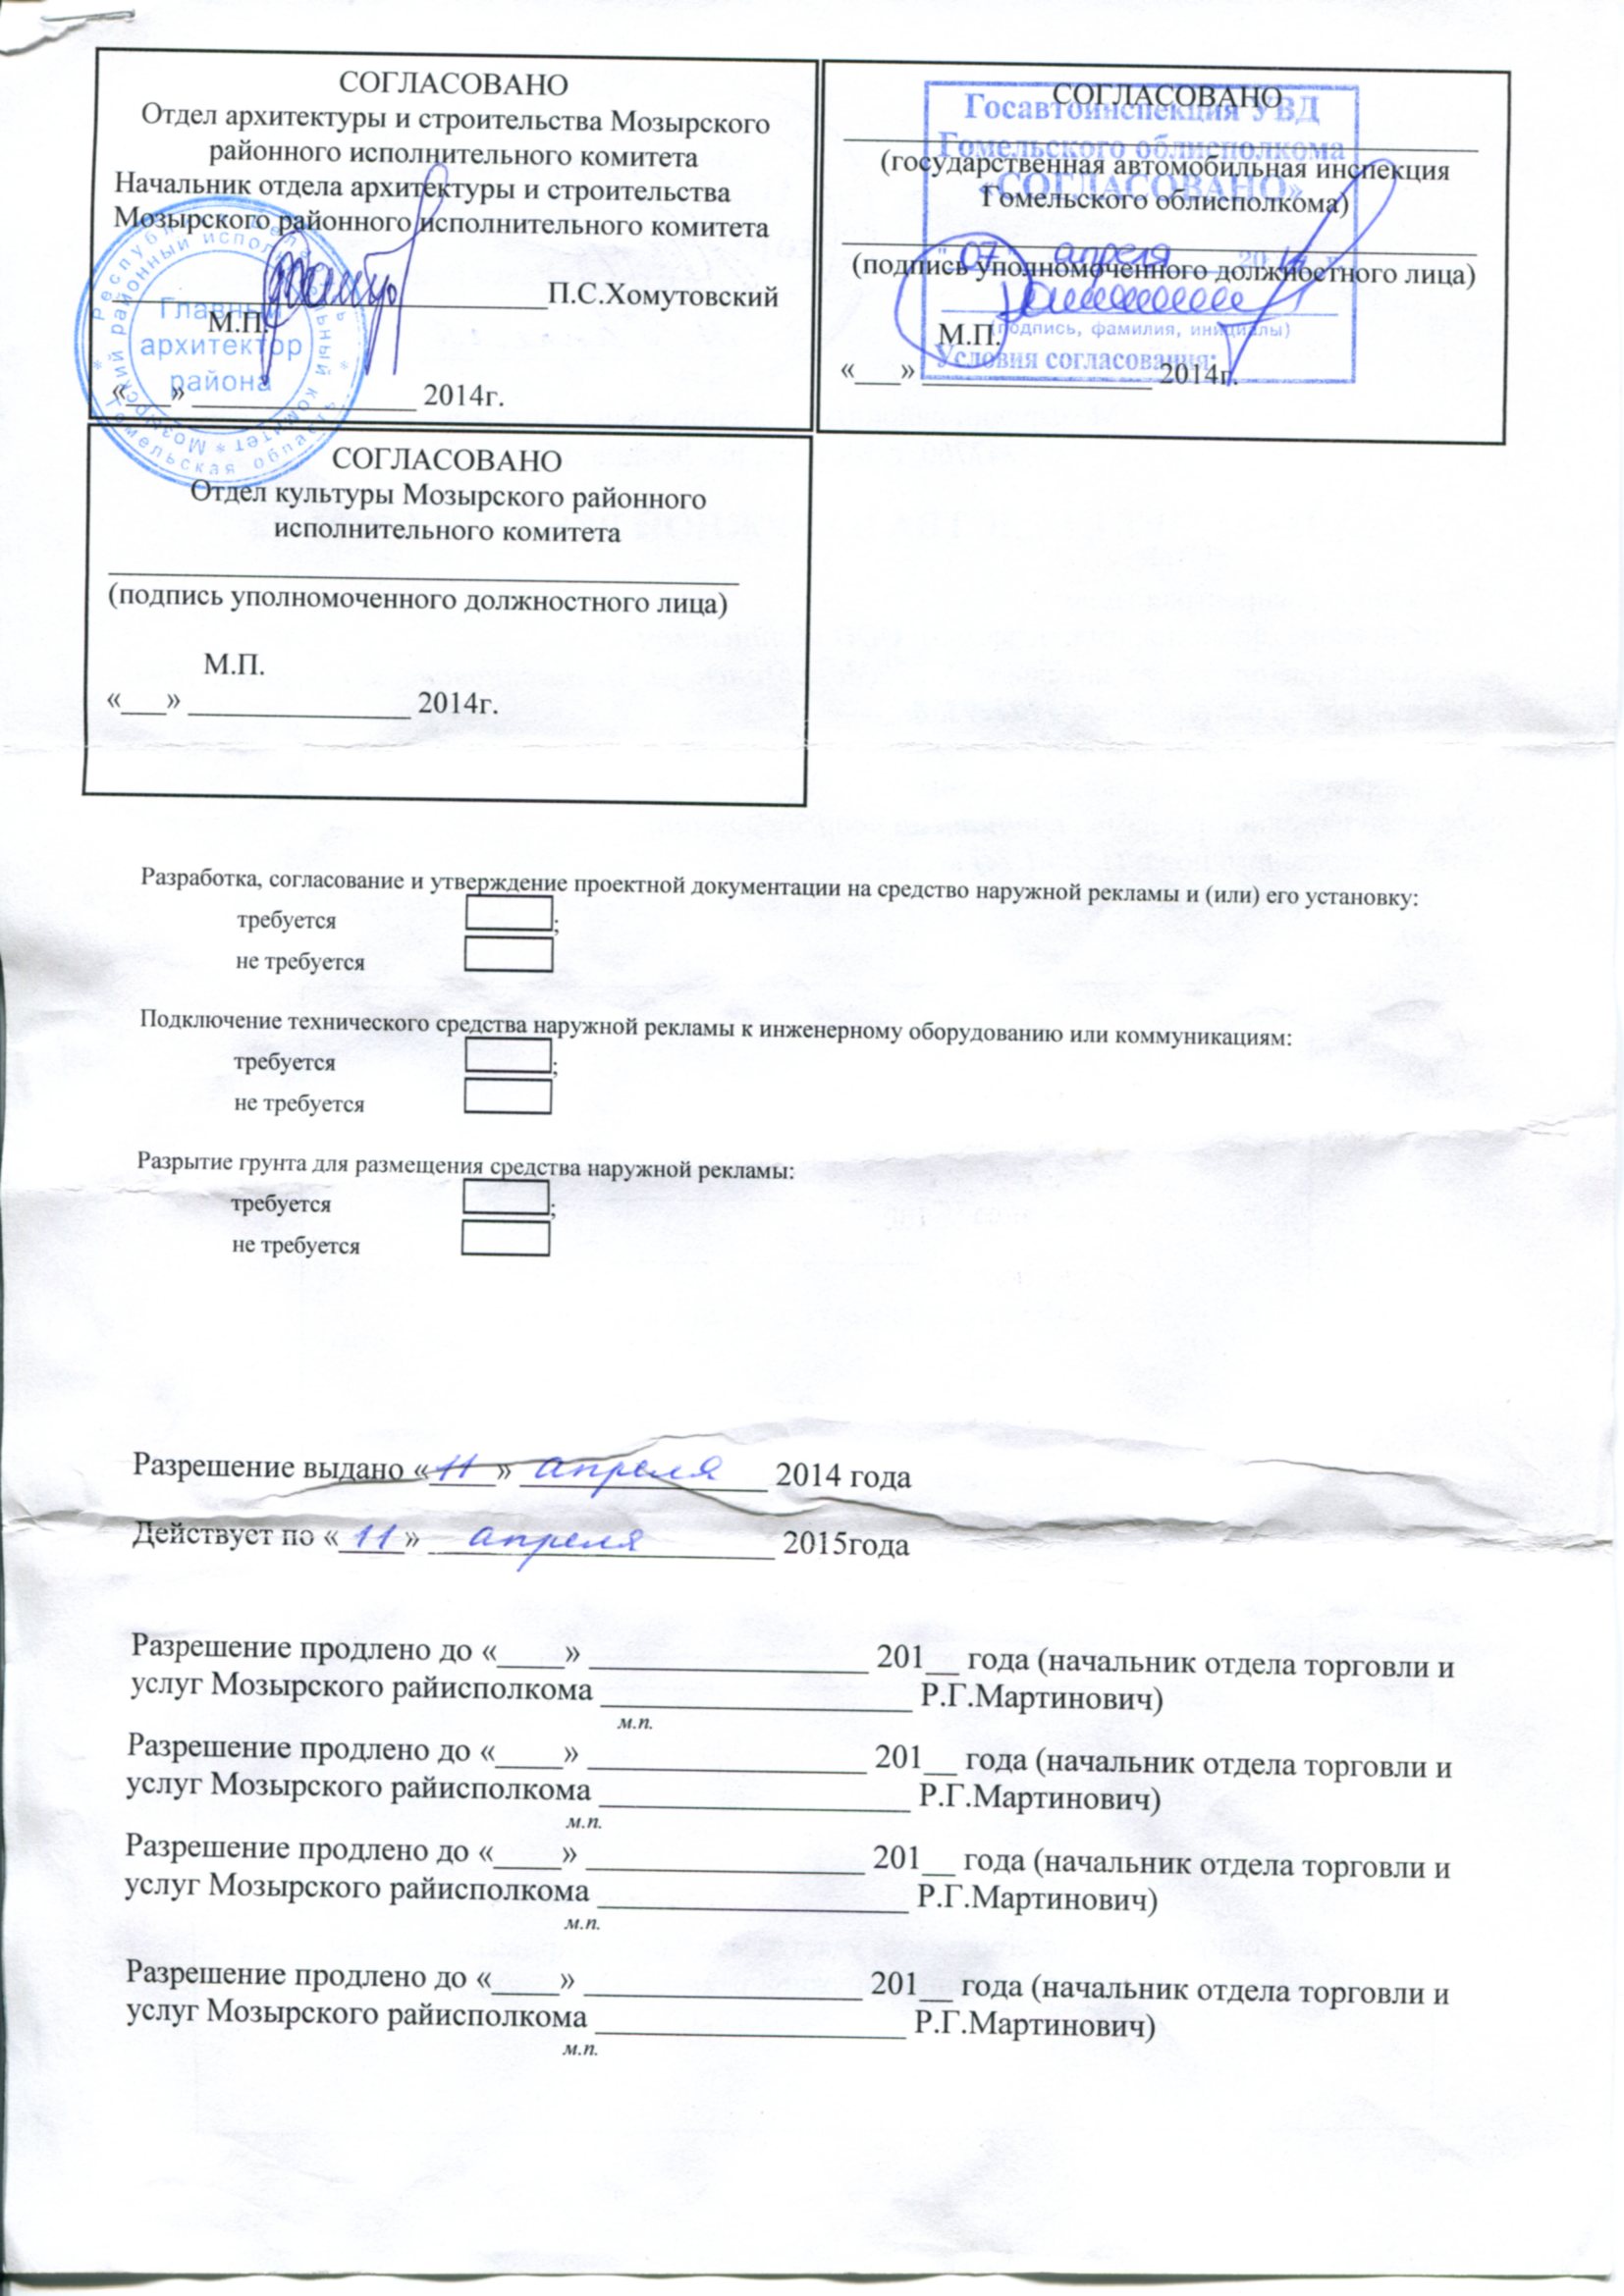 СОГЛАСОВАНО
Отдел архитектуры и строительства Мозырского
районного исполнительного комитета
Начальник отдела архитектуры и строительства
Мозырского районного исполнительного комитета
_____________________________П.С.Хомутовский
М.П.
«___» _______________ 2014г.
Главный
архитектор
района
Мозырский районный исполнительный комитет
Гомельская область
СОГЛАСОВАНО
(государственная автомобильная инспекция
Гомельского облисполкома)
(подпись уполномоченного должностного лица)
М.П.
«___» _______________ 2014г.
Госавтоинспекция УВД
Гомельского облисполкома
«СОГЛАСОВАНО»
"07" апреля 2014 г.
(подпись, фамилия, инициалы)
Условия согласования:
СОГЛАСОВАНО
Отдел культуры Мозырского районного
исполнительного комитета
(подпись уполномоченного должностного лица)
М.П.
«___» _______________ 2014г.
Разработка, согласование и утверждение проектной документации на средство наружной рекламы и (или) его установку:
требуется ;
не требуется
Подключение технического средства наружной рекламы к инженерному оборудованию или коммуникациям:
требуется ;
не требуется
Разрытие грунта для размещения средства наружной рекламы:
требуется ;
не требуется
Разрешение выдано «11» апреля 2014 года
Действует по «11» апреля 2015года
Разрешение продлено до «____» _________________ 201__ года (начальник отдела торговли и
услуг Мозырского райисполкома ___________________ Р.Г.Мартинович)
м.п.
Разрешение продлено до «____» _________________ 201__ года (начальник отдела торговли и
услуг Мозырского райисполкома ___________________ Р.Г.Мартинович)
м.п.
Разрешение продлено до «____» _________________ 201__ года (начальник отдела торговли и
услуг Мозырского райисполкома ___________________ Р.Г.Мартинович)
м.п.
Разрешение продлено до «____» _________________ 201__ года (начальник отдела торговли и
услуг Мозырского райисполкома ___________________ Р.Г.Мартинович)
м.п.